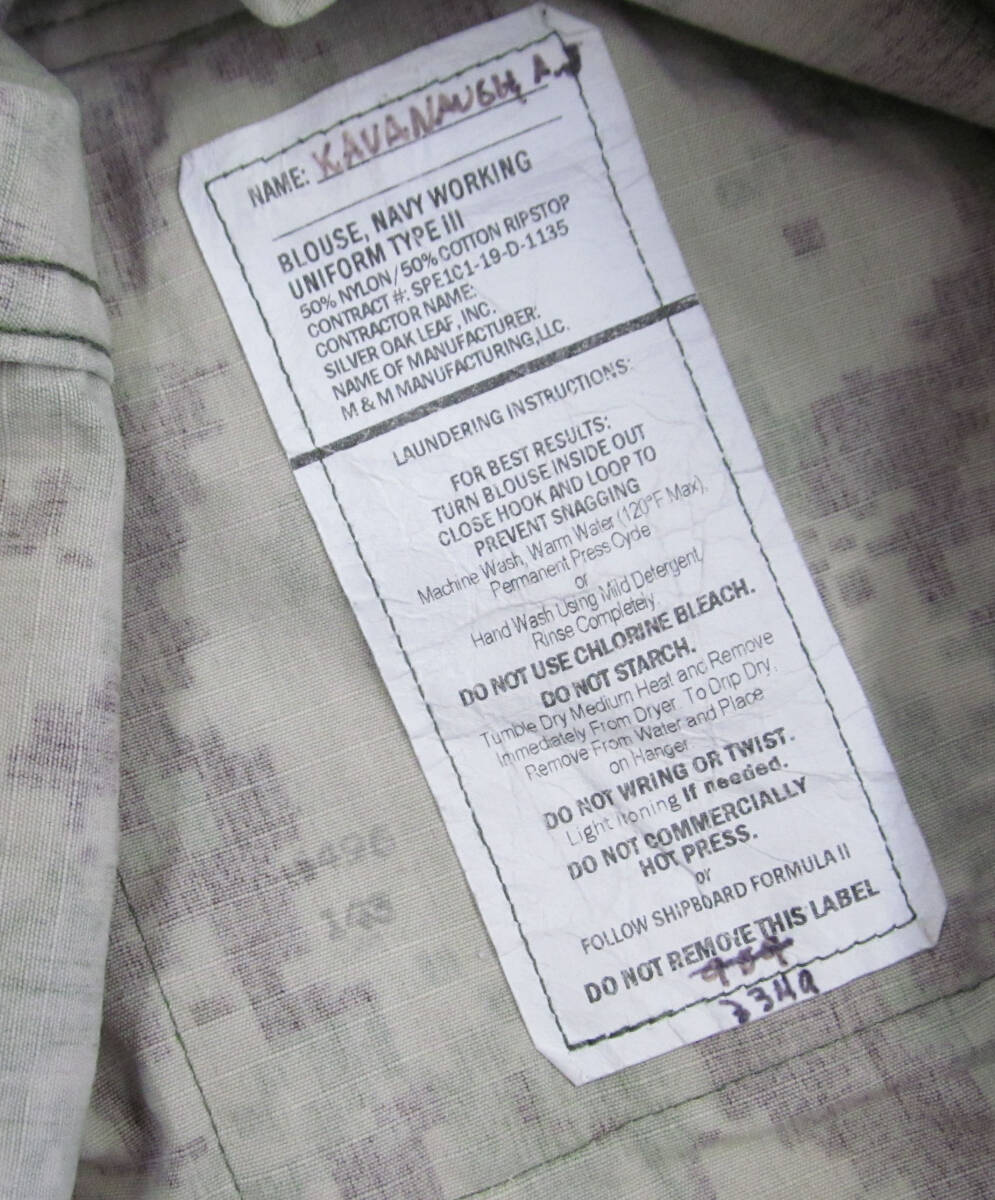 NAME: KAVANAUGH, A.J
BLOUSE, NAVY WORKING
UNIFORM TYPE III
50% NYLON/50% COTTON RIPSTOP
CONTRACT #: SPE1C1-19-D-1135
CONTRACTOR NAME:
SILVER OAK LEAF, INC.
NAME OF MANUFACTURER:
M & M MANUFACTURING, LLC.
LAUNDERING INSTRUCTIONS:
FOR BEST RESULTS:
TURN BLOUSE INSIDE OUT
CLOSE HOOK AND LOOP TO
PREVENT SNAGGING
Machine Wash, Warm Water (120°F Max),
Permanent Press Cycle
or
Hand Wash Using Mild Detergent,
Rinse Completely.
DO NOT USE CHLORINE BLEACH.
DO NOT STARCH.
Tumble Dry Medium Heat and Remove
Immediately From Dryer. To Drip Dry,
Remove From Water and Place
on Hanger
DO NOT WRING OR TWIST.
Light Ironing If needed.
DO NOT COMMERCIALLY
HOT PRESS.
or
FOLLOW SHIPBOARD FORMULA II
DO NOT REMOVE THIS LABEL